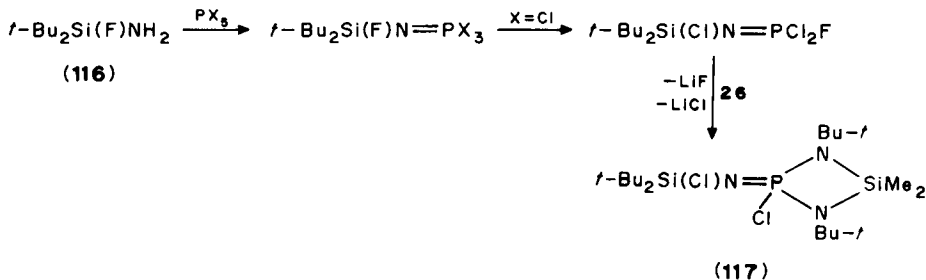 t-Bu2Si(F)NH2 PX5 t-Bu2Si(F)N=PX3 X=Cl t-Bu2Si(Cl)N=PCl2F
(116)
-LiF
-LiCl 26
Bu-t
N
t-Bu2Si(Cl)N=P SiMe2
Cl N
Bu-t
(117)